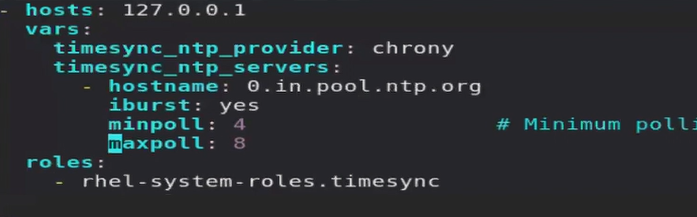 - hosts: 127.0.0.1
  vars:
    timesync_ntp_provider: chrony
    timesync_ntp_servers:
      - hostname: 0.in.pool.ntp.org
        iburst: yes
        minpoll: 4                    # Minimum polli
        maxpoll: 8
  roles:
    - rhel-system-roles.timesync